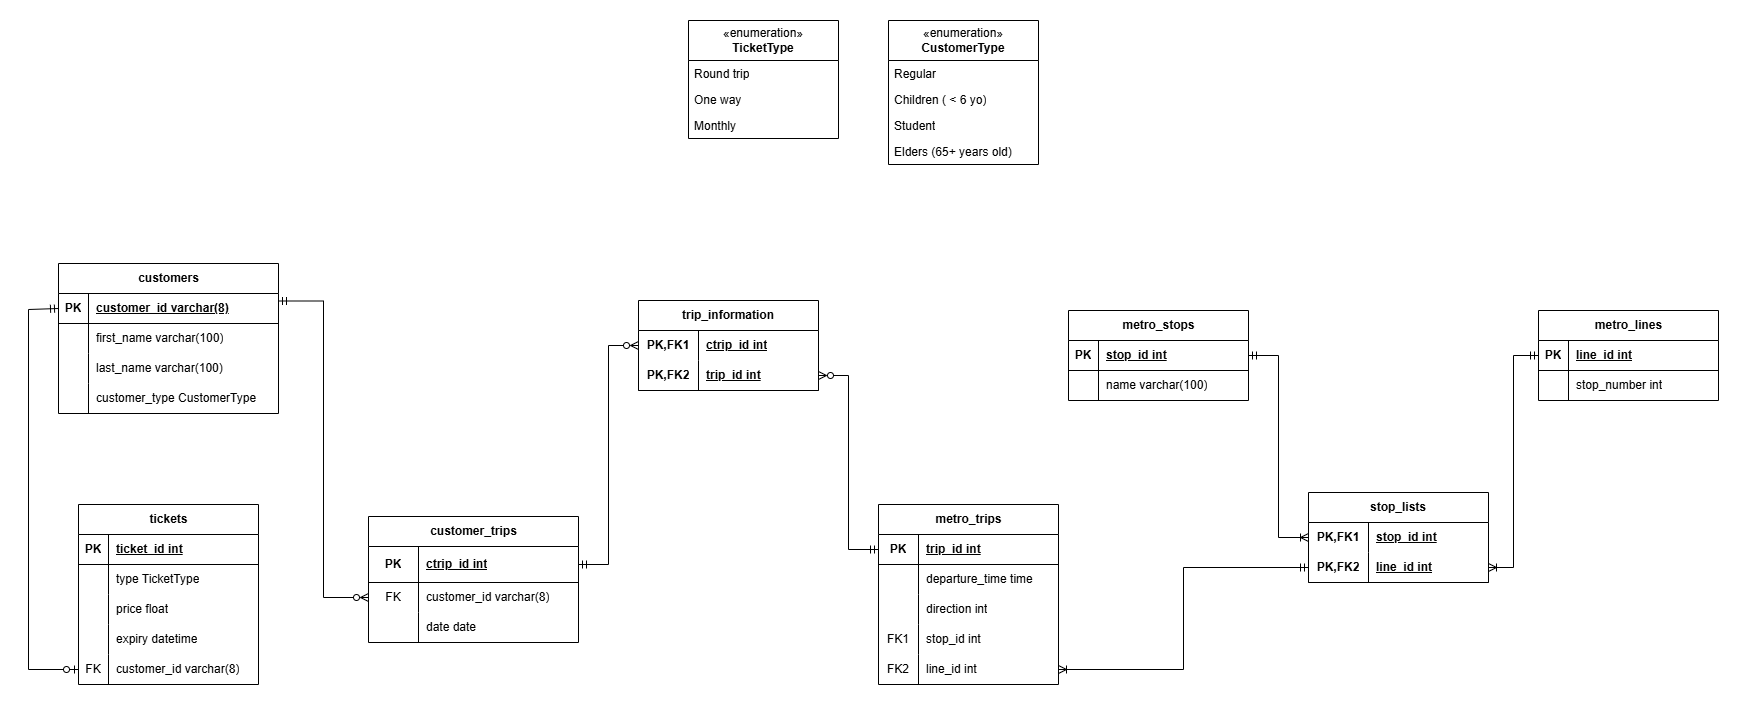 «enumeration»
TicketType
Round trip
One way
Monthly
«enumeration»
CustomerType
Regular
Children ( < 6 yo)
Student
Elders (65+ years old)
customers
PK customer_id varchar(8)
first_name varchar(100)
last_name varchar(100)
customer_type CustomerType
tickets
PK ticket_id int
type TicketType
price float
expiry datetime
FK customer_id varchar(8)
customer_trips
PK ctrip_id int
FK customer_id varchar(8)
date date
trip_information
PK,FK1 ctrip_id int
PK,FK2 trip_id int
metro_trips
PK trip_id int
departure_time time
direction int
FK1 stop_id int
FK2 line_id int
metro_stops
PK stop_id int
name varchar(100)
stop_lists
PK,FK1 stop_id int
PK,FK2 line_id int
metro_lines
PK line_id int
stop_number int